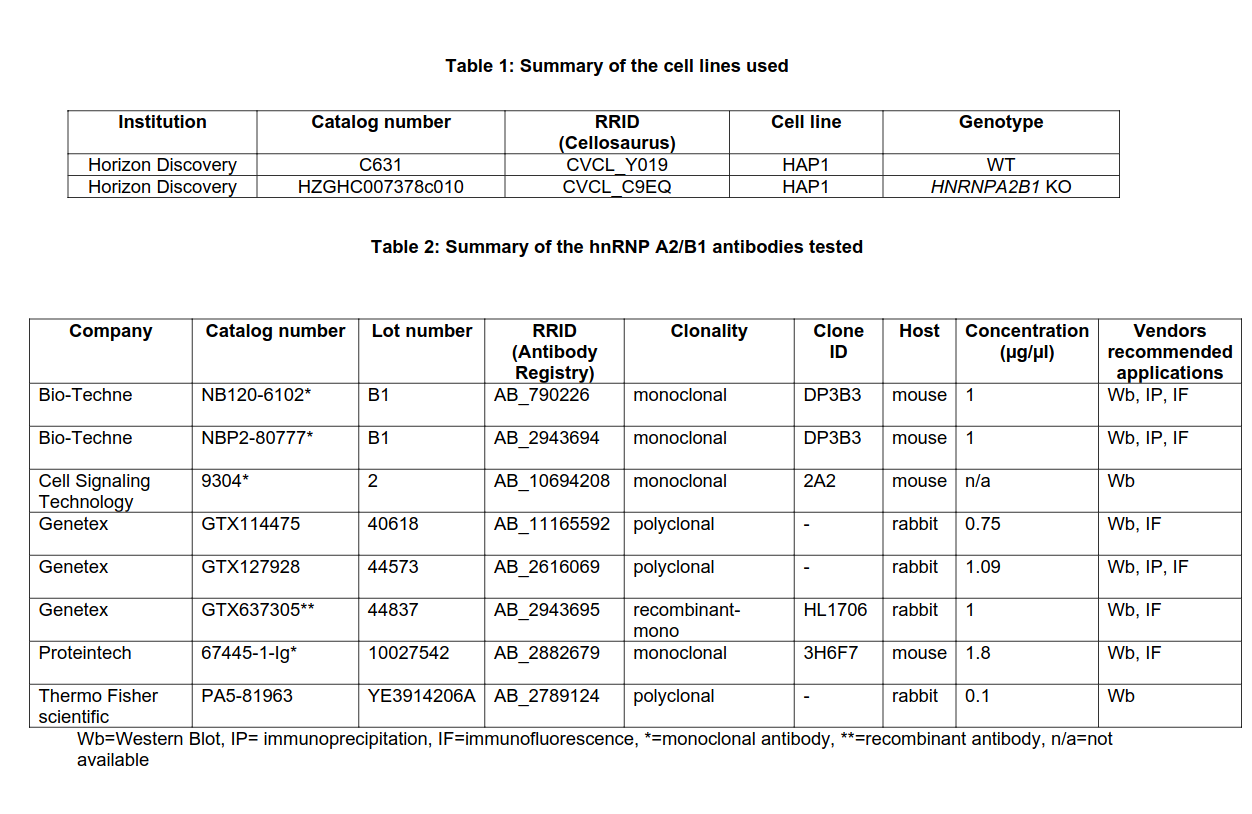 Table 1: Summary of the cell lines used
Institution Catalog number RRID Cell line Genotype
(Cellosaurus)
Horizon Discovery C631 CVCL_Y019 HAP1 WT
Horizon Discovery HZGHC007378c010 CVCL_C9EQ HAP1 HNRNPA2B1 KO
Table 2: Summary of the hnRNP A2/B1 antibodies tested
Company Catalog number Lot number RRID Clonality Clone Host Concentration Vendors
(Antibody ID (µg/µl) recommended
Registry) applications
Bio-Techne NB120-6102* B1 AB_790226 monoclonal DP3B3 mouse 1 Wb, IP, IF
Bio-Techne NBP2-80777* B1 AB_2943694 monoclonal DP3B3 mouse 1 Wb, IP, IF
Cell Signaling 9304* 2 AB_10694208 monoclonal 2A2 mouse n/a Wb
Technology
Genetex GTX114475 40618 AB_11165592 polyclonal - rabbit 0.75 Wb, IF
Genetex GTX127928 44573 AB_2616069 polyclonal - rabbit 1.09 Wb, IP, IF
Genetex GTX637305** 44837 AB_2943695 recombinant- HL1706 rabbit 1 Wb, IF
mono
Proteintech 67445-1-Ig* 10027542 AB_2882679 monoclonal 3H6F7 mouse 1.8 Wb, IF
Thermo Fisher PA5-81963 YE3914206A AB_2789124 polyclonal - rabbit 0.1 Wb
scientific
Wb=Western Blot, IP= immunoprecipitation, IF=immunofluorescence, *=monoclonal antibody, **=recombinant antibody, n/a=not
available